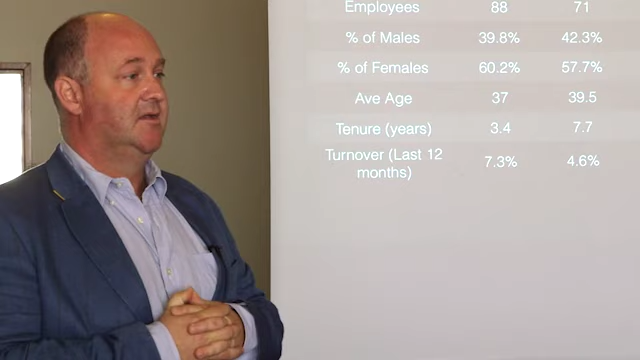 Employees 88 71
% of Males 39.8% 42.3%
% of Females 60.2% 57.7%
Ave Age 37 39.5
Tenure (years) 3.4 7.7
Turnover (Last 12 months) 7.3% 4.6%